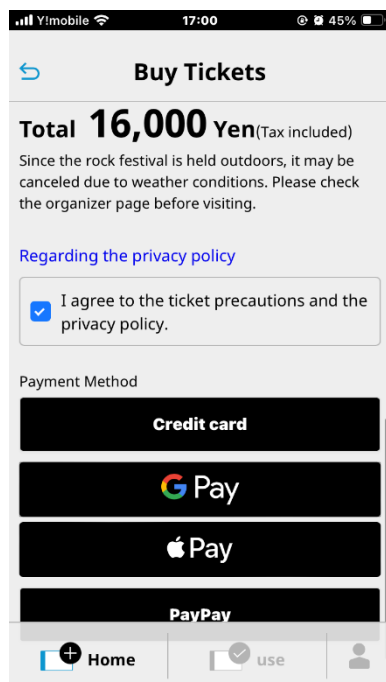 Y!mobile 17:00 45%
Buy Tickets
Total 16,000 Yen(Tax included)
Since the rock festival is held outdoors, it may be
canceled due to weather conditions. Please check
the organizer page before visiting.
Regarding the privacy policy
I agree to the ticket precautions and the
privacy policy.
Payment Method
Credit card
G Pay
Pay
PayPay
Home use